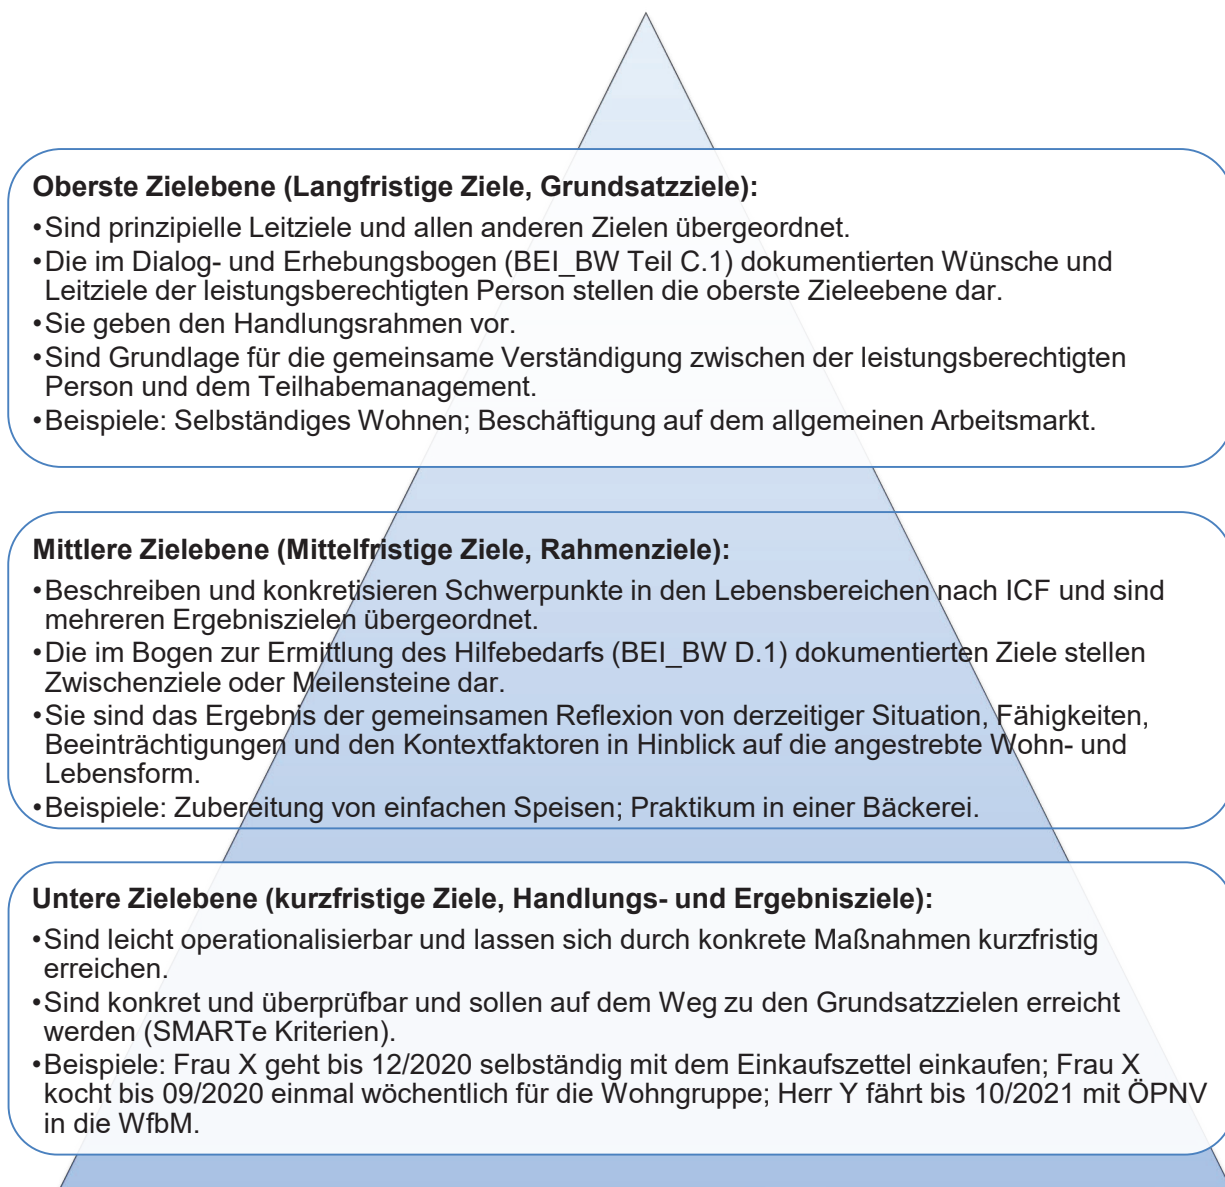 Oberste Zielebene (Langfristige Ziele, Grundsatzziele):
•Sind prinzipielle Leitziele und allen anderen Zielen übergeordnet.
•Die im Dialog- und Erhebungsbogen (BEI_BW Teil C.1) dokumentierten Wünsche und
Leitziele der leistungsberechtigten Person stellen die oberste Zieleebene dar.
•Sie geben den Handlungsrahmen vor.
•Sind Grundlage für die gemeinsame Verständigung zwischen der leistungsberechtigten
Person und dem Teilhabemanagement.
•Beispiele: Selbständiges Wohnen; Beschäftigung auf dem allgemeinen Arbeitsmarkt.
Mittlere Zielebene (Mittelfristige Ziele, Rahmenziele):
•Beschreiben und konkretisieren Schwerpunkte in den Lebensbereichen nach ICF und sind
mehreren Ergebniszielen übergeordnet.
•Die im Bogen zur Ermittlung des Hilfebedarfs (BEI_BW D.1) dokumentierten Ziele stellen
Zwischenziele oder Meilensteine dar.
•Sie sind das Ergebnis der gemeinsamen Reflexion von derzeitiger Situation, Fähigkeiten,
Beeinträchtigungen und den Kontextfaktoren in Hinblick auf die angestrebte Wohn- und
Lebensform.
•Beispiele: Zubereitung von einfachen Speisen; Praktikum in einer Bäckerei.
Untere Zielebene (kurzfristige Ziele, Handlungs- und Ergebnisziele):
•Sind leicht operationalisierbar und lassen sich durch konkrete Maßnahmen kurzfristig
erreichen.
•Sind konkret und überprüfbar und sollen auf dem Weg zu den Grundsatzzielen erreicht
werden (SMARTe Kriterien).
•Beispiele: Frau X geht bis 12/2020 selbständig mit dem Einkaufszettel einkaufen; Frau X
kocht bis 09/2020 einmal wöchentlich für die Wohngruppe; Herr Y fährt bis 10/2021 mit ÖPNV
in die WfbM.